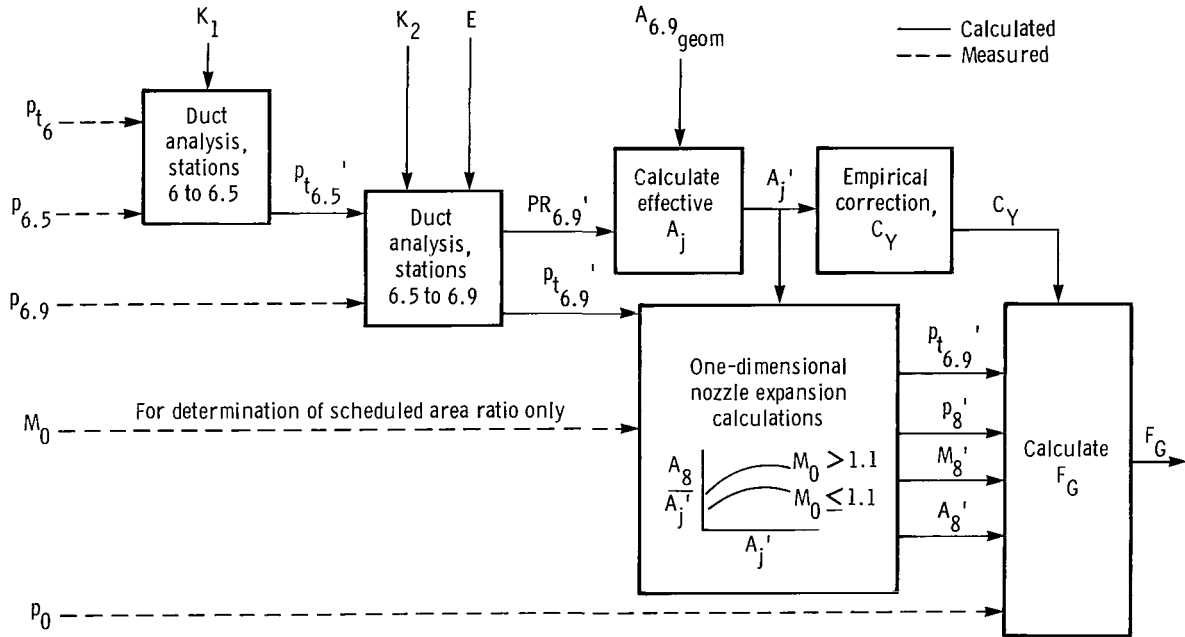 K1
K2
E
A6.9geom
Calculated
Measured
pt6
Duct
analysis,
stations
6 to 6.5
pt6.5'
p6.5
Duct
analysis,
stations
6.5 to 6.9
PR6.9'
Calculate
effective
Aj
Aj'
Empirical
correction,
CY
CY
p6.9
pt6.9'
One-dimensional
nozzle expansion
calculations
A8
Aj'
M0 > 1.1
M0 ≤ 1.1
Aj'
M0
For determination of scheduled area ratio only
pt6.9'
p8'
M8'
A8'
Calculate
FG
FG
p0